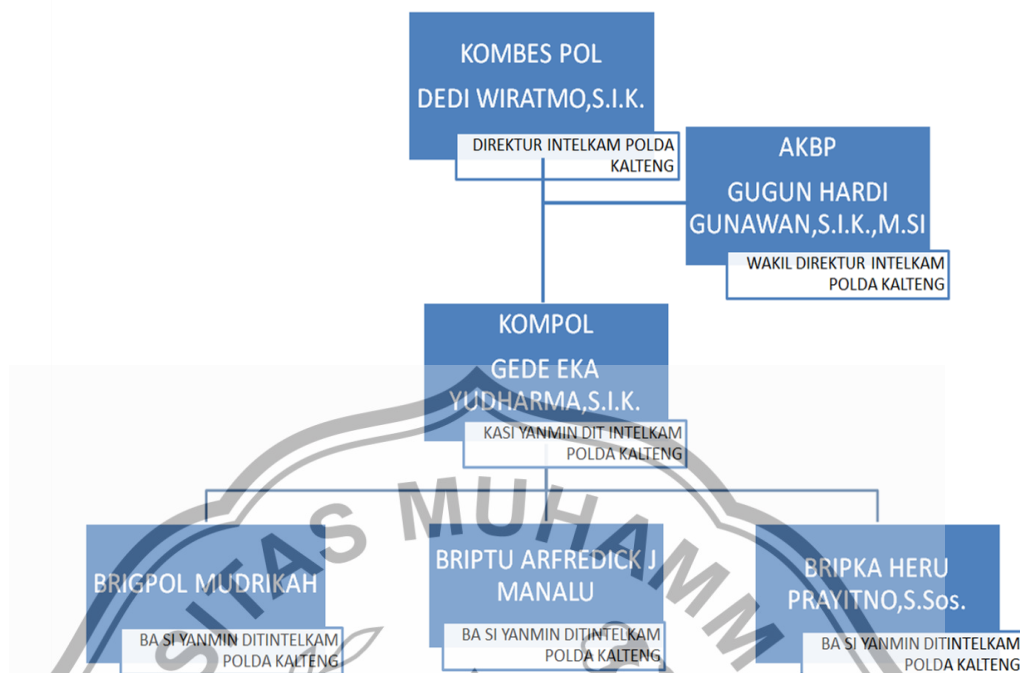 KOMBES POL
DEDI WIRATMO,S.I.K.
DIREKTUR INTELKAM POLDA
KALTENG
AKBP
GUGUN HARDI
GUNAWAN,S.I.K.,M.SI
WAKIL DIREKTUR INTELKAM
POLDA KALTENG
KOMPOL
GEDE EKA
YUDHARMA,S.I.K.
KASI YANMIN DIT INTELKAM
POLDA KALTENG
SITAS MUHAMM
BRIGPOL MUDRIKAH
BA SI YANMIN DITINTELKAM
POLDA KALTENG
BRIPTU ARFREDICK J
MANALU
BA SI YANMIN DITINTELKAM
POLDA KALTENG
BRIPKA HERU
PRAYITNO,S.Sos.
BA SI YANMIN DITINTELKAM
POLDA KALTENG